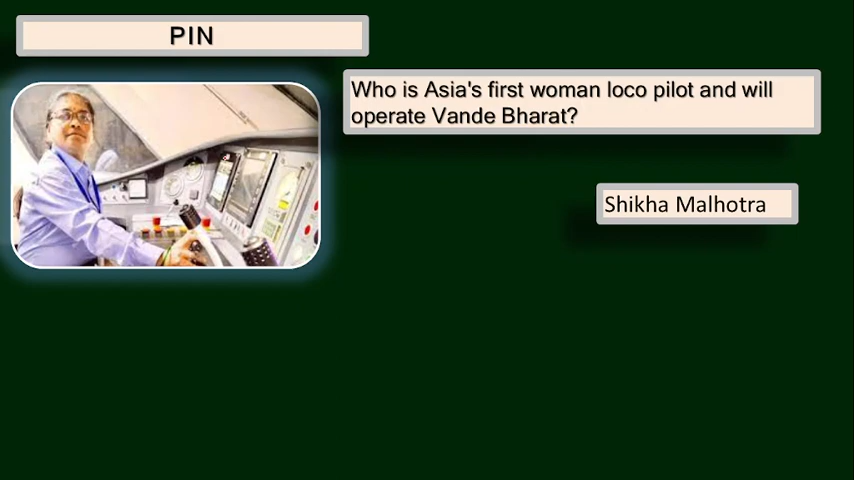 PIN
Who is Asia's first woman loco pilot and will
operate Vande Bharat?
Shikha Malhotra